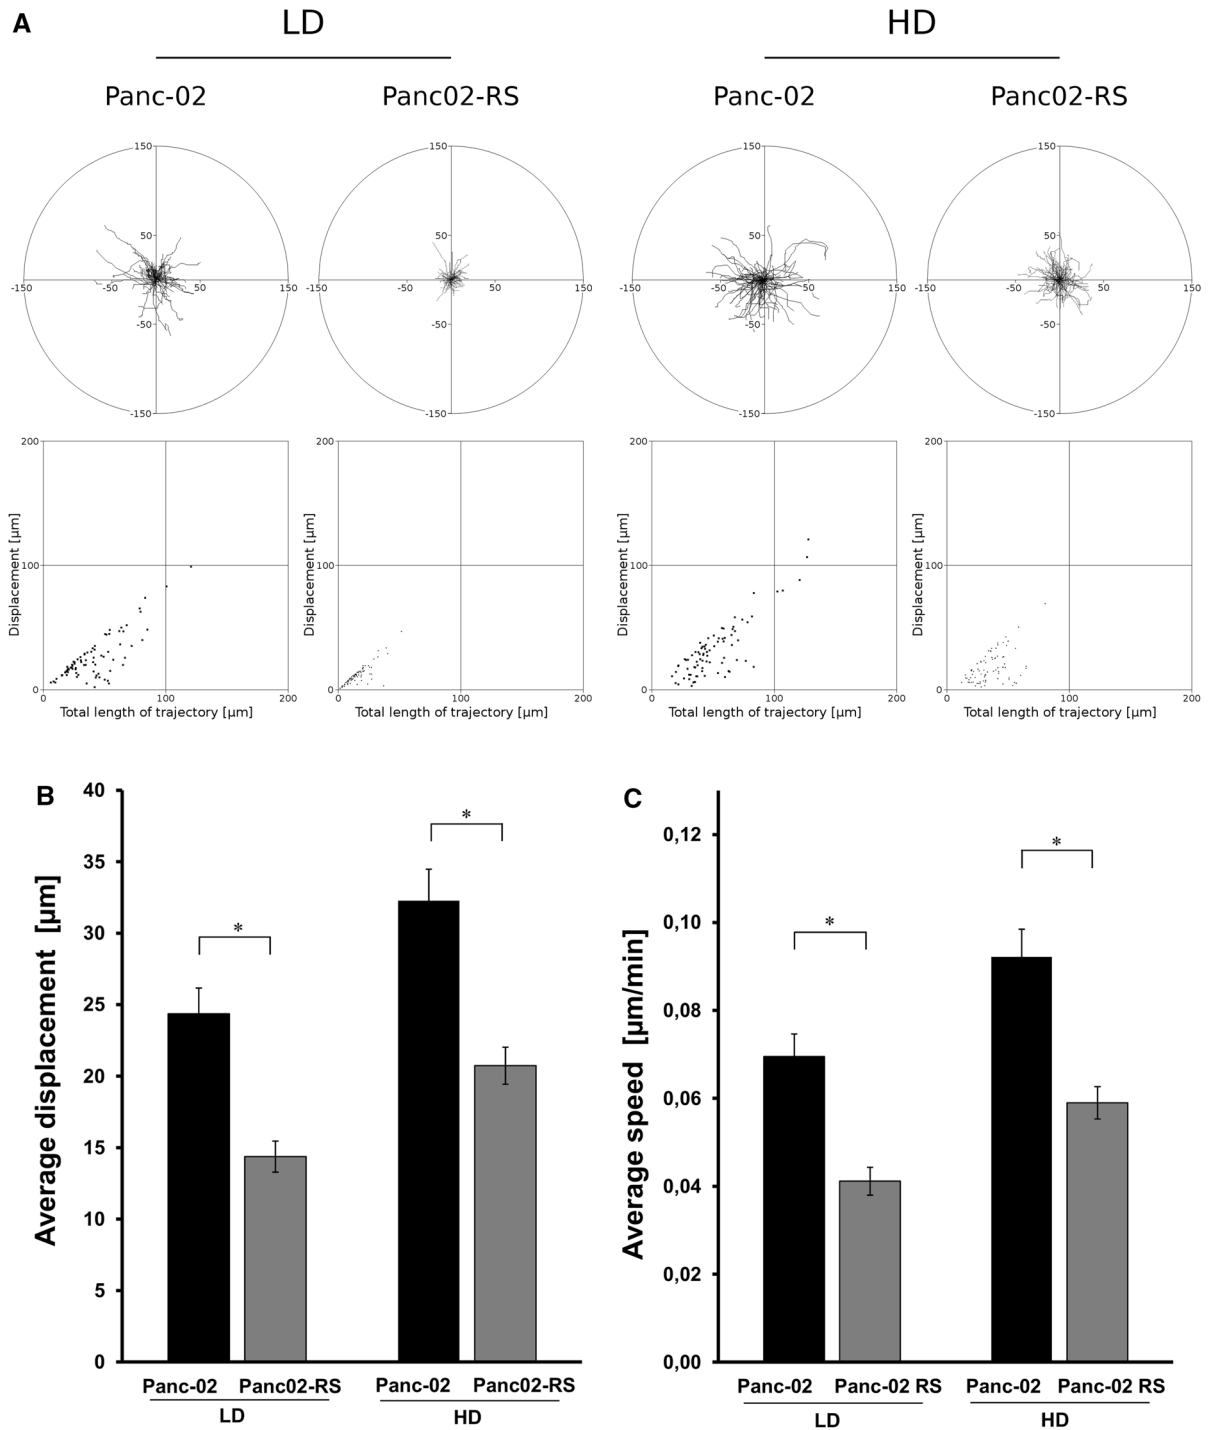 A
LD
HD
Panc-02
Panc02-RS
Panc-02
Panc02-RS
150
150
150
150
50
50
50
50
-150
-50
50
150
-150
-50
50
150
-150
-50
50
150
-150
-50
50
150
-50
-50
-50
-50
-150
-150
-150
-150
200
200
200
200
Displacement [µm]
Displacement [µm]
Displacement [µm]
Displacement [µm]
100
100
100
100
0
0
0
0
0
100
200
0
100
200
0
100
200
0
100
200
Total length of trajectory [µm]
Total length of trajectory [µm]
Total length of trajectory [µm]
Total length of trajectory [µm]
B
Average displacement [µm]
40
35
30
25
20
15
10
5
0
*
*
Panc-02
Panc02-RS
Panc-02
Panc02-RS
LD
HD
C
Average speed [µm/min]
0,12
0,10
0,08
0,06
0,04
0,02
0,00
*
*
Panc-02
Panc-02 RS
Panc-02
Panc-02 RS
LD
HD